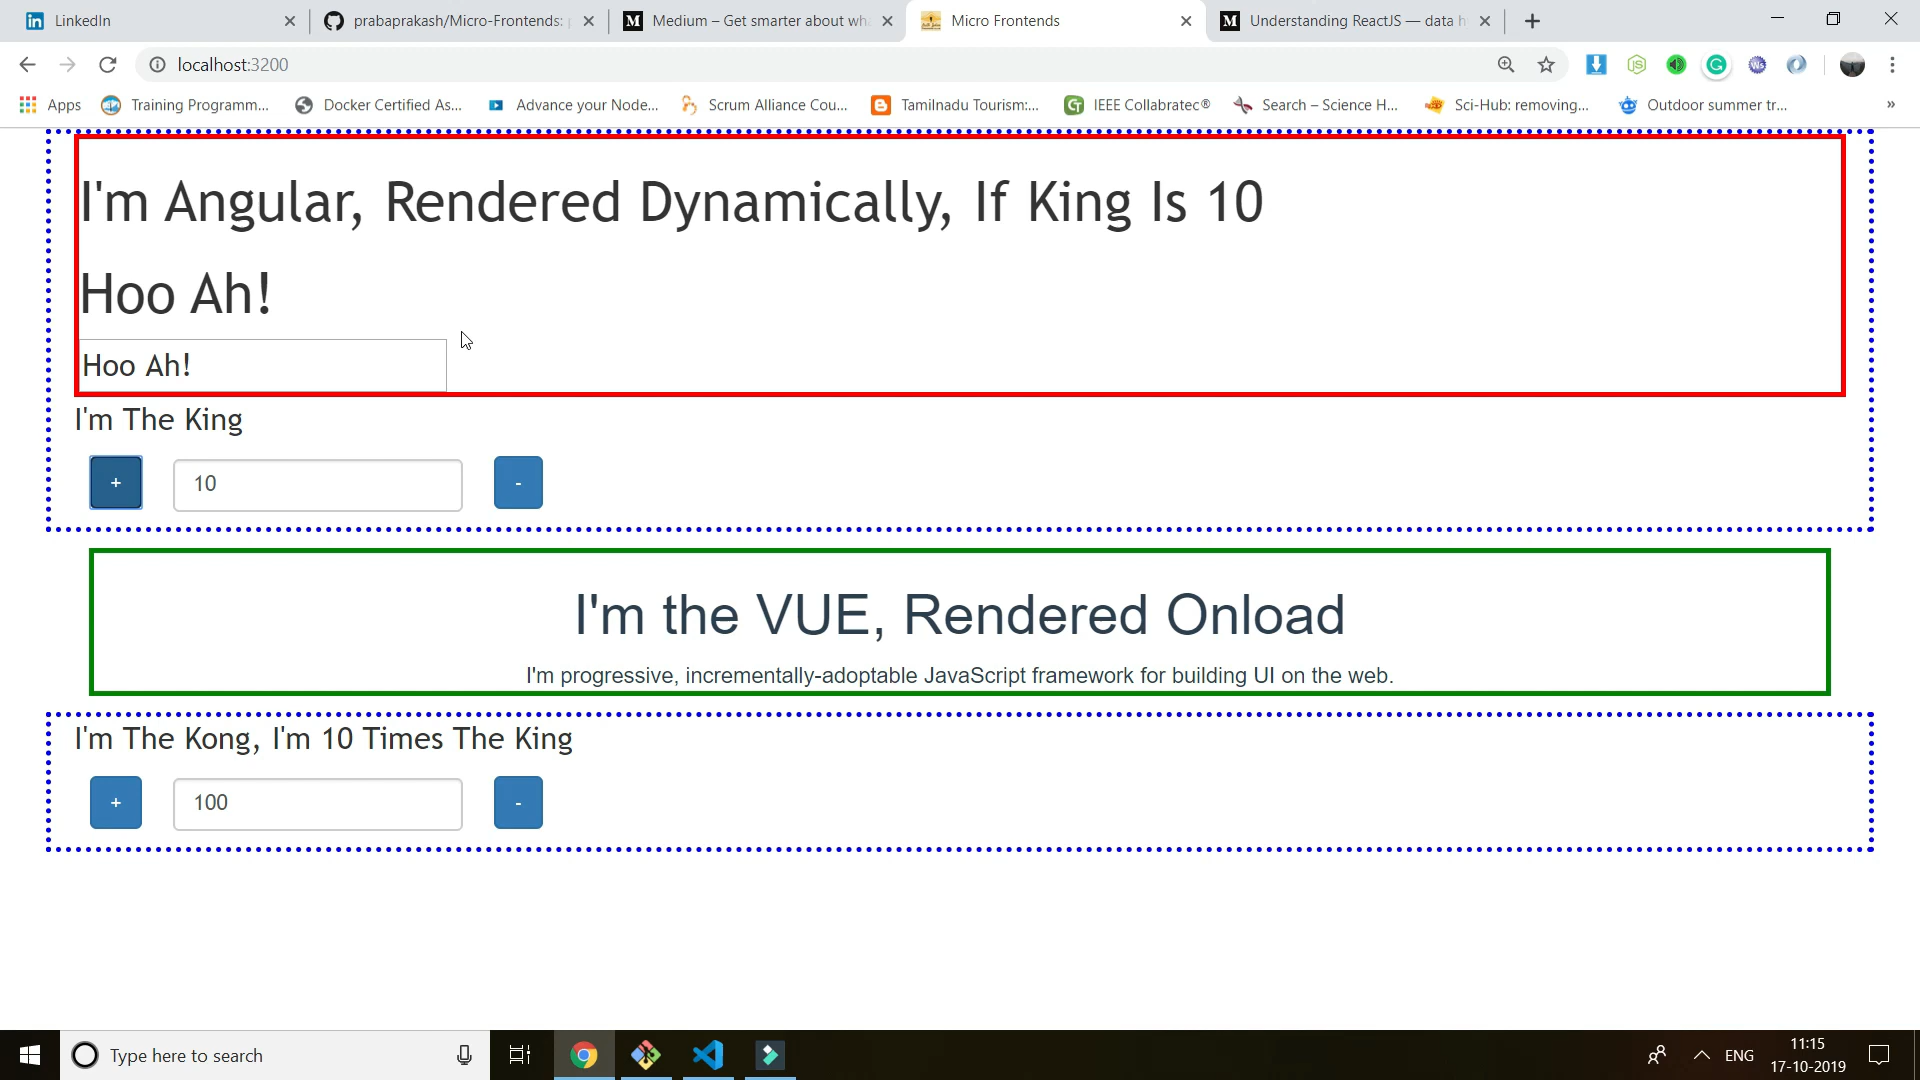 LinkedIn
prabaprakash/Micro-Frontends:
Medium – Get smarter about wh
Micro Frontends
Understanding ReactJS — data h
localhost:3200
Apps
Training Programm...
Docker Certified As...
Advance your Node...
Scrum Alliance Cou...
Tamilnadu Tourism:...
IEEE Collabratec®
Search – Science H...
Sci-Hub: removing...
Outdoor summer tr...
»
I'm Angular, Rendered Dynamically, If King Is 10
Hoo Ah!
Hoo Ah!
I'm The King
+ 10 -
I'm the VUE, Rendered Onload
I'm progressive, incrementally-adoptable JavaScript framework for building UI on the web.
I'm The Kong, I'm 10 Times The King
+ 100 -
Type here to search
ENG
11:15
17-10-2019